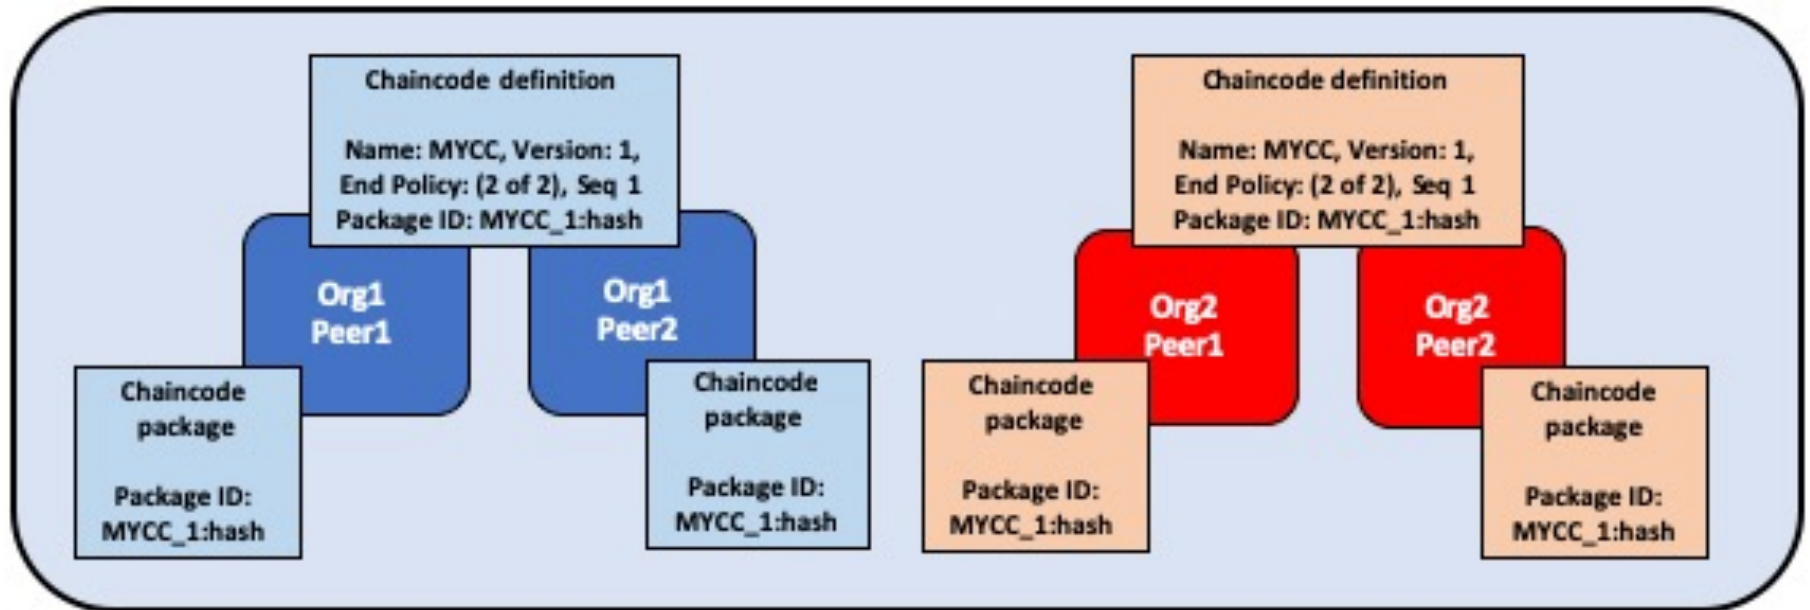 Chaincode definition
Name: MYCC, Version: 1,
End Policy: (2 of 2), Seq 1
Package ID: MYCC_1:hash
Org1
Peer1
Org1
Peer2
Chaincode
package
Package ID:
MYCC_1:hash
Chaincode
package
Package ID:
MYCC_1:hash
Chaincode definition
Name: MYCC, Version: 1,
End Policy: (2 of 2), Seq 1
Package ID: MYCC_1:hash
Org2
Peer1
Org2
Peer2
Chaincode
package
Package ID:
MYCC_1:hash
Chaincode
package
Package ID:
MYCC_1:hash